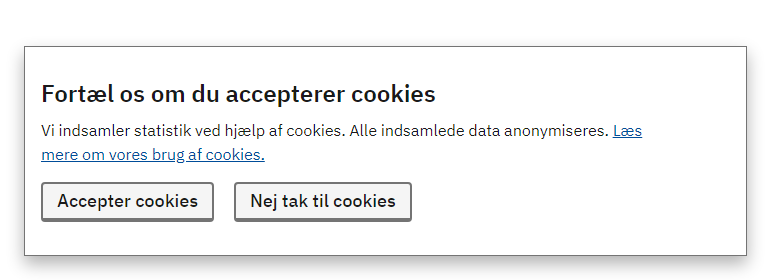 Fortæl os om du accepterer cookies
Vi indsamler statistik ved hjælp af cookies. Alle indsamlede data anonymiseres. Læs
mere om vores brug af cookies.
Accepter cookies
Nej tak til cookies